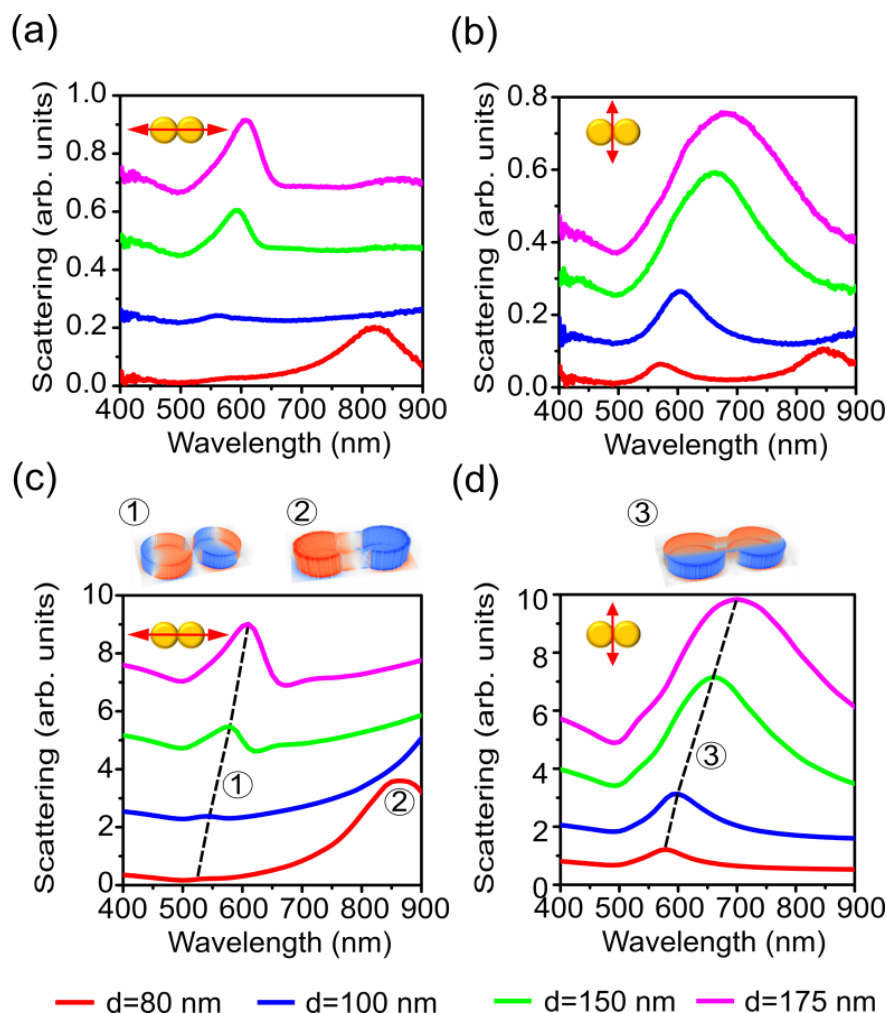 (a)
(b)
Scattering (arb. units)
1.0
0.8
0.6
0.4
0.2
0.0
400 500 600 700 800 900
Wavelength (nm)
Scattering (arb. units)
0.8
0.6
0.4
0.2
0.0
400 500 600 700 800 900
Wavelength (nm)
(c)
(d)
①
②
③
Scattering (arb. units)
10
8
6
4
2
0
①
②
400 500 600 700 800 900
Wavelength (nm)
Scattering (arb. units)
10
8
6
4
2
0
③
400 500 600 700 800 900
Wavelength (nm)
d=80 nm d=100 nm d=150 nm d=175 nm